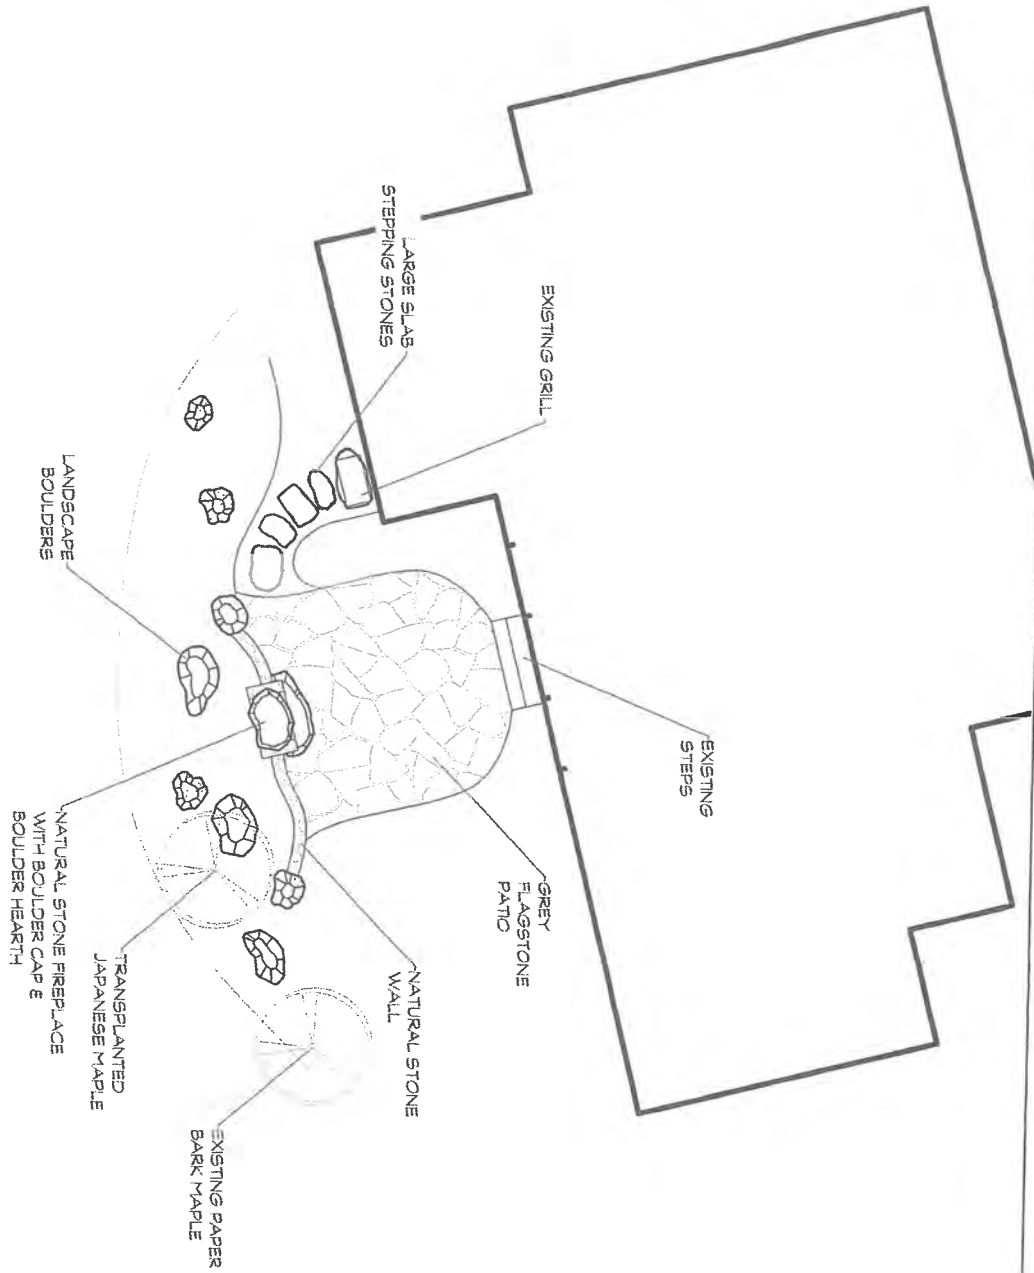 EXISTING GRILL
LARGE SLAB
STEPPING STONES
EXISTING
STEPS
GREY
FLAGSTONE
PATIO
NATURAL STONE
WALL
EXISTING PAPER
BARK MAPLE
TRANSPLANTED
JAPANESE MAPLE
NATURAL STONE FIREPLACE
WITH BOULDER CAP &
BOULDER HEARTH
LANDSCAPE
BOULDERS